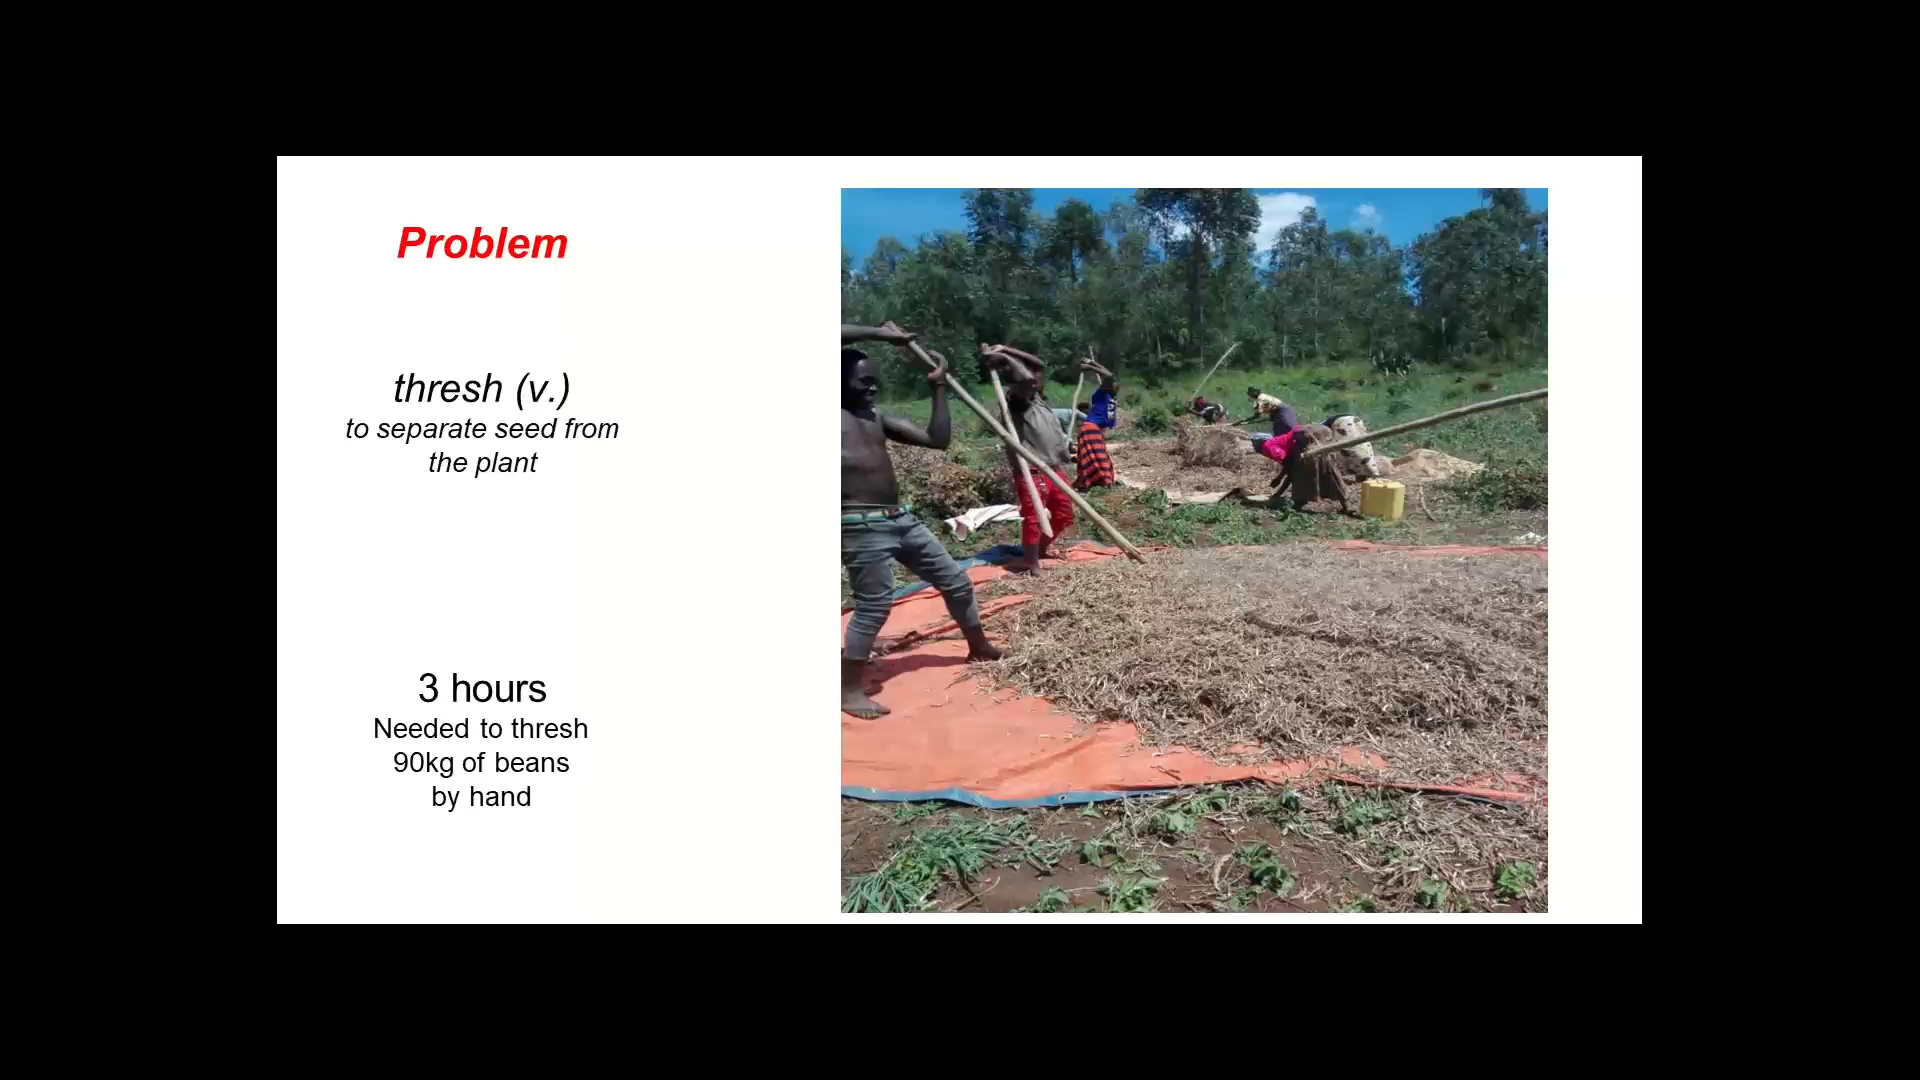 Problem
thresh (v.)
to separate seed from
the plant
3 hours
Needed to thresh
90kg of beans
by hand